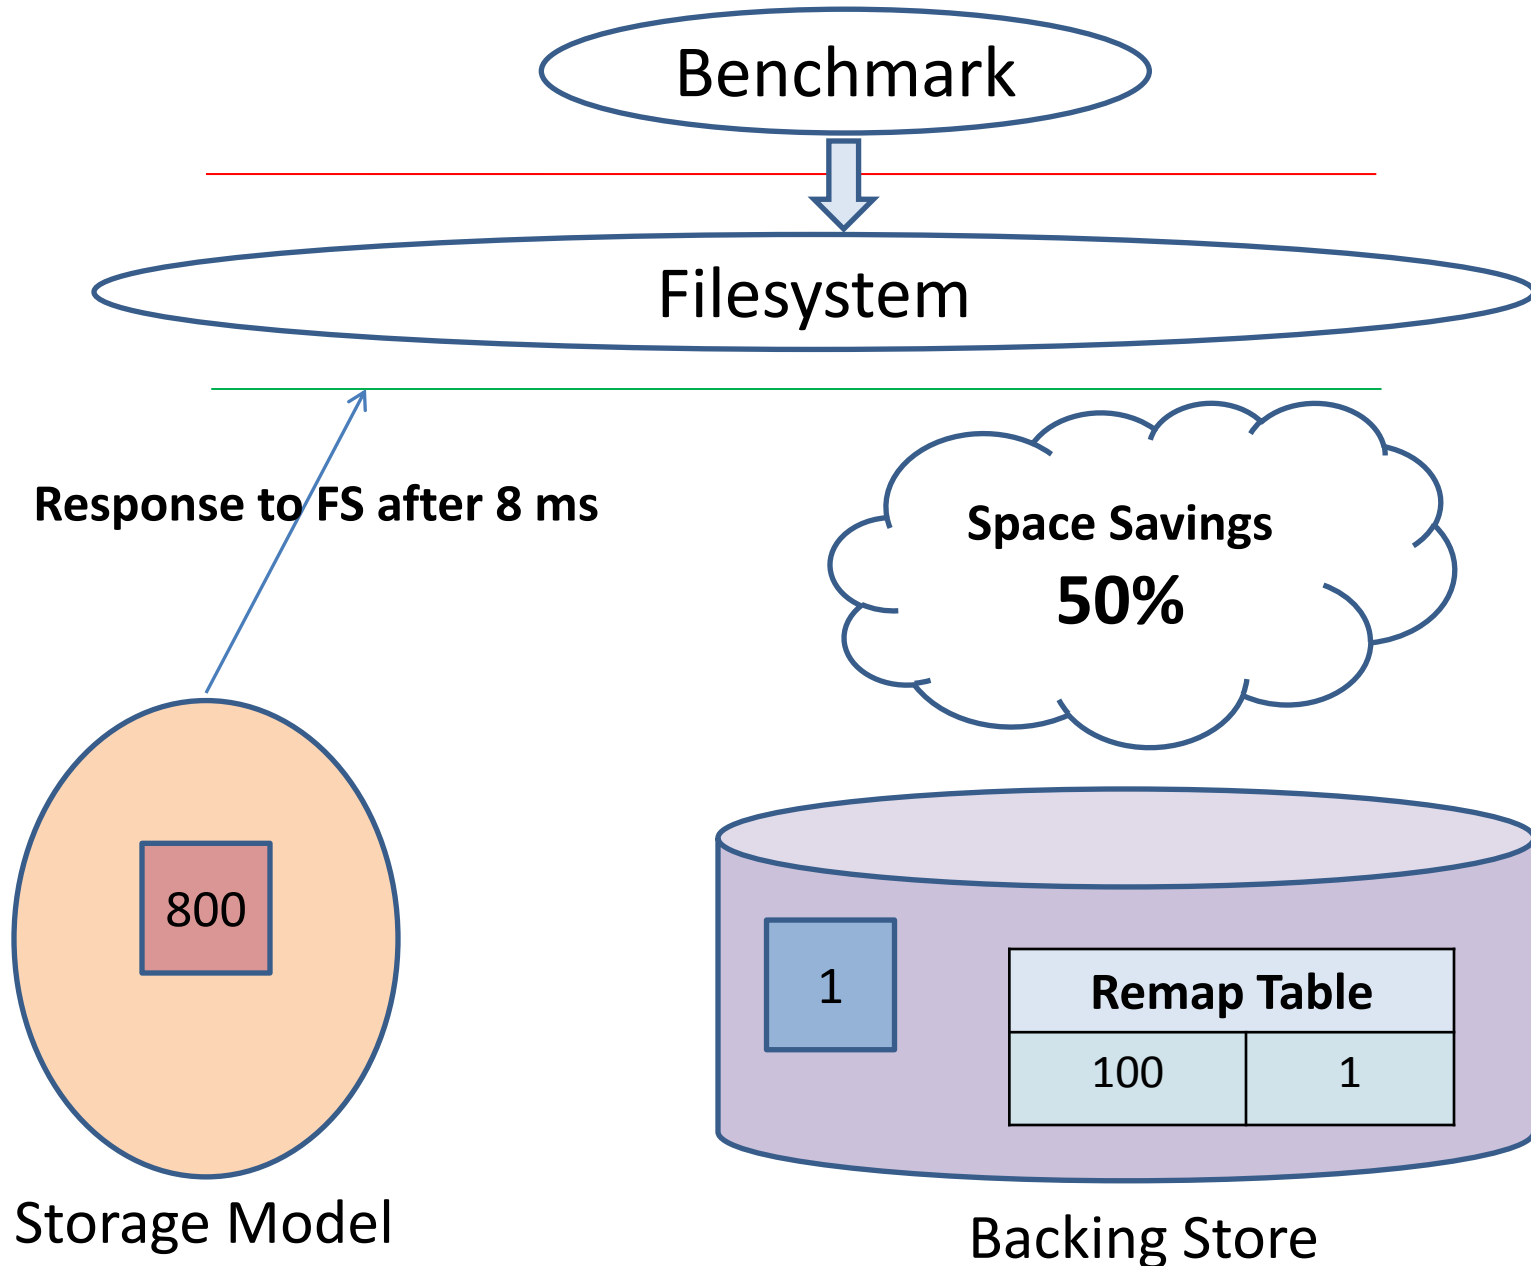 Benchmark
Filesystem
Response to FS after 8 ms
Space Savings
50%
800
1
Remap Table
100 1
Storage Model
Backing Store